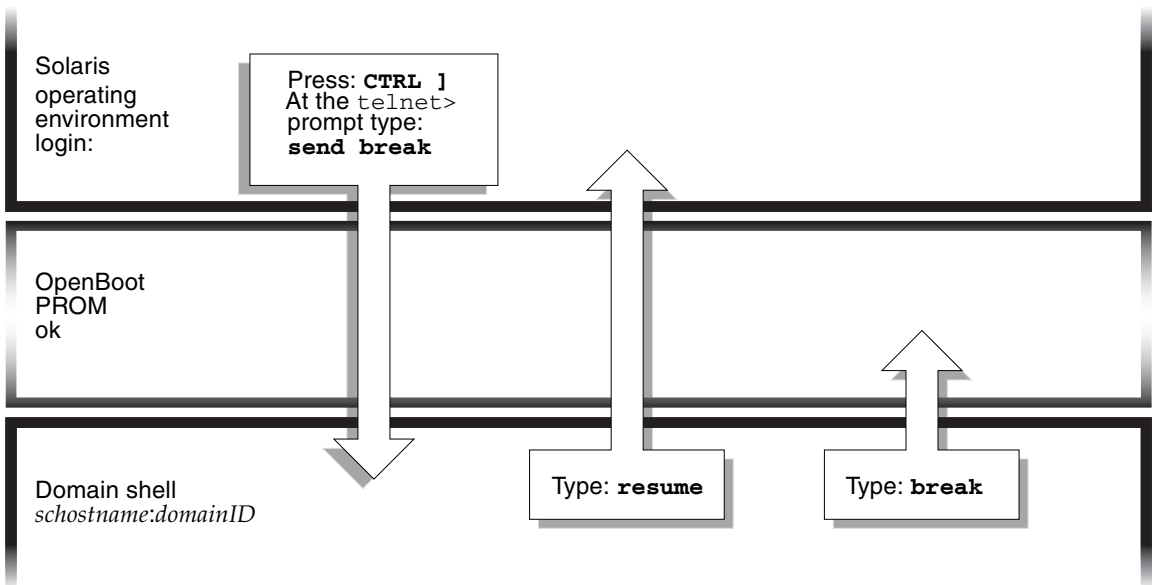 Solaris
operating
environment
login:
Press: CTRL ]
At the telnet>
prompt type:
send break
OpenBoot
PROM
ok
Domain shell
schostname:domainID
Type: resume
Type: break